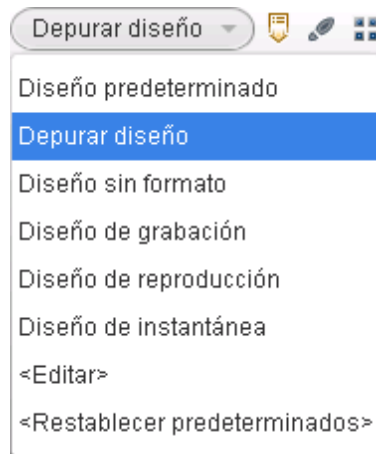 Depurar diseño
Diseño predeterminado
Depurar diseño
Diseño sin formato
Diseño de grabación
Diseño de reproducción
Diseño de instantánea
<Editar>
<Restablecer predeterminados>